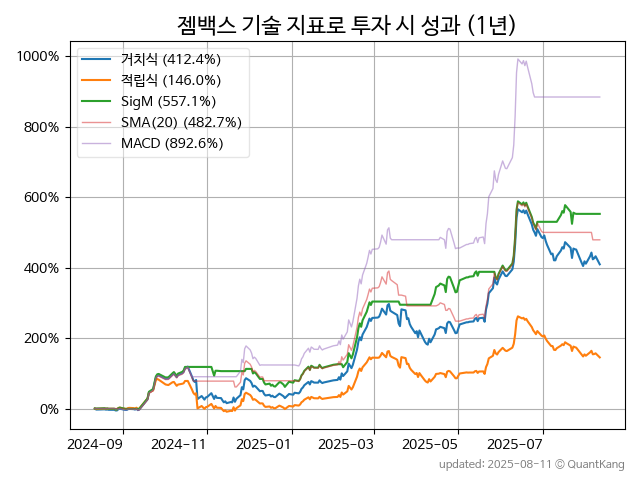 젬백스 기술 지표로 투자 시 성과 (1년)
거치식 (412.4%)
적립식 (146.0%)
SigM (557.1%)
SMA(20) (482.7%)
MACD (892.6%)
1000%
800%
600%
400%
200%
0%
2024-09 2024-11 2025-01 2025-03 2025-05 2025-07
updated: 2025-08-11 © QuantKang